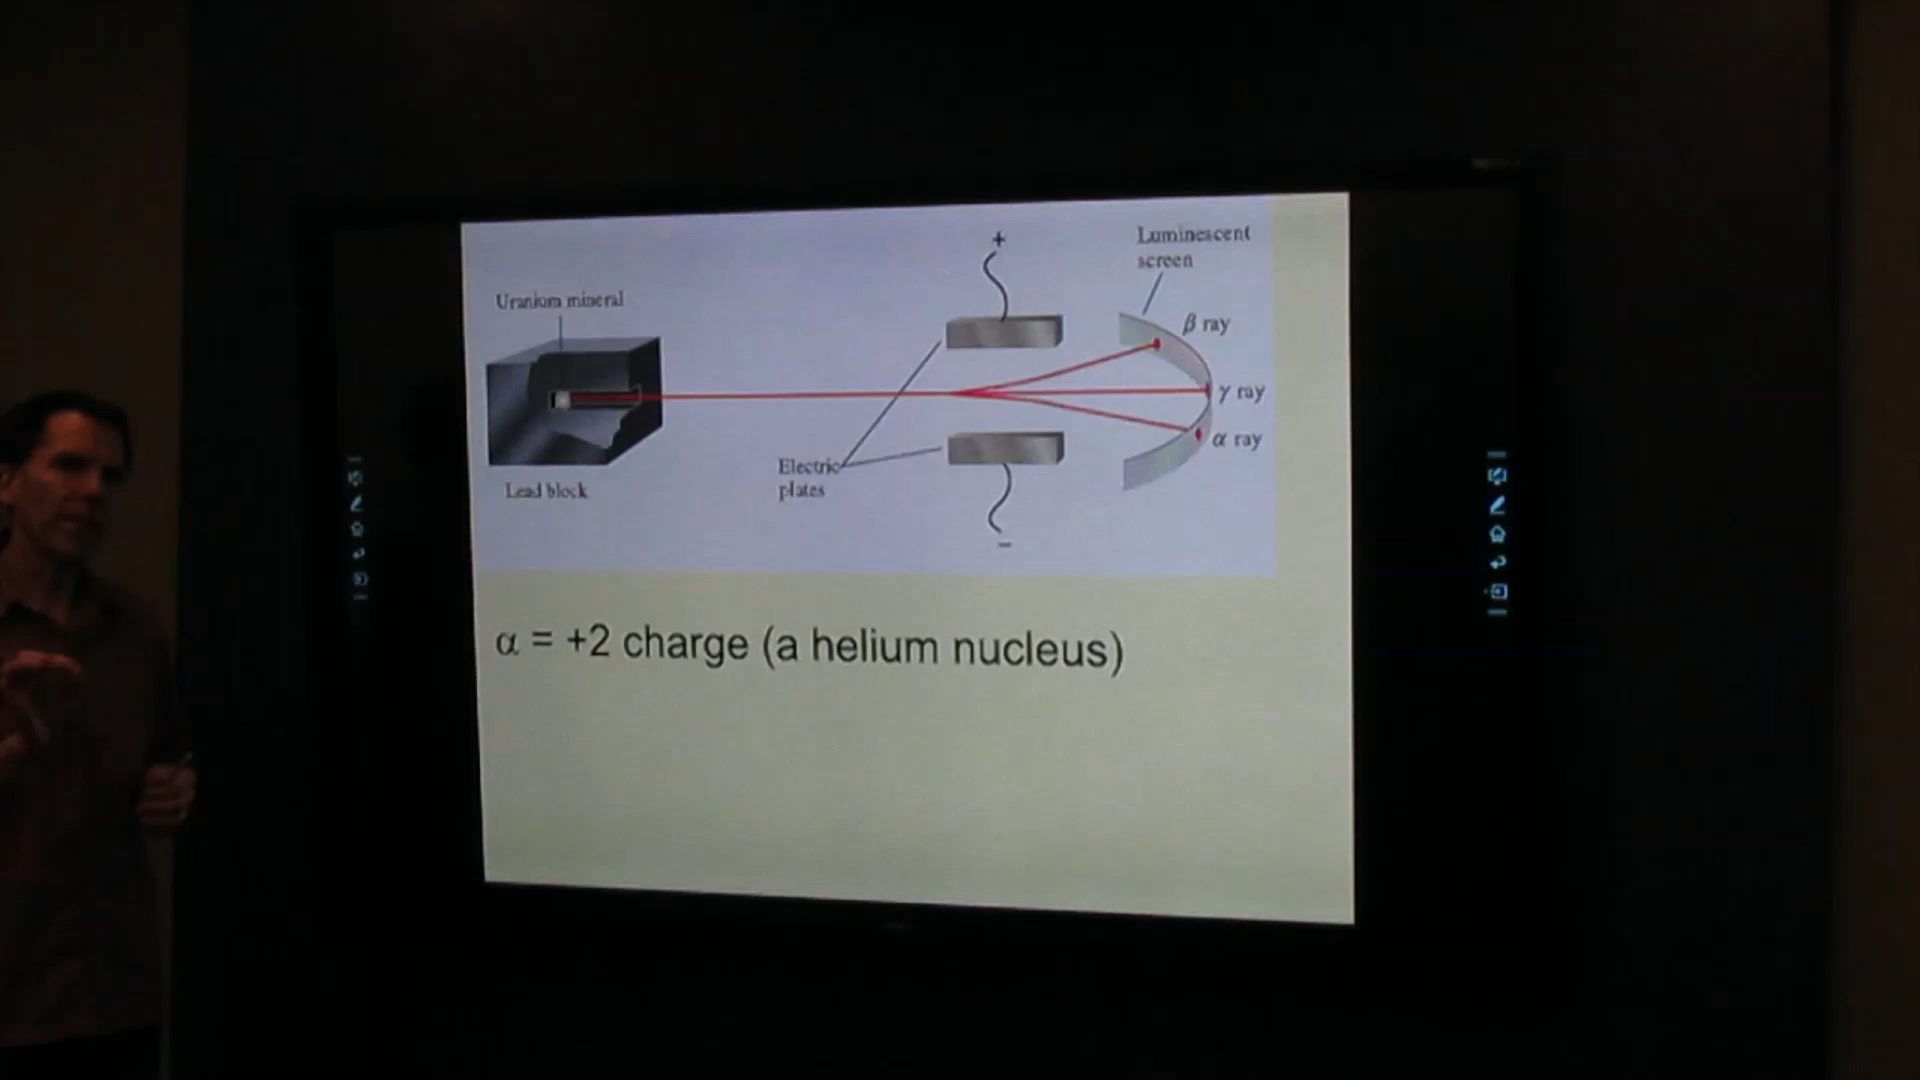 +
Luminescent
screen
Uranium mineral
β ray
γ ray
α ray
Electric
plates
Lead block
−
α = +2 charge (a helium nucleus)